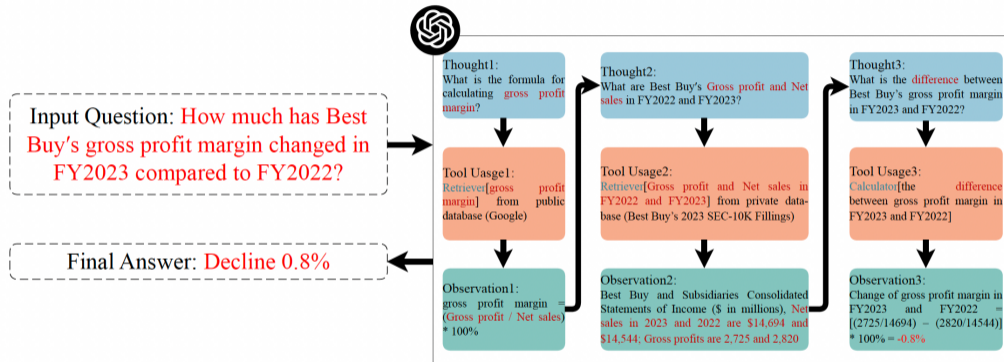 Input Question: How much has Best
Buy's gross profit margin changed in
FY2023 compared to FY2022?
Final Answer: Decline 0.8%
Thought1:
What is the formula for
calculating gross profit
margin?
Tool Uasge1:
Retriever[gross profit
margin] from public
database (Google)
Observation1:
gross profit margin =
(Gross profit / Net sales)
* 100%
Thought2:
What are Best Buy's Gross profit and Net
sales in FY2022 and FY2023?
Tool Usage2:
Retriever[Gross profit and Net sales in
FY2022 and FY2023] from private data-
base (Best Buy's 2023 SEC-10K Fillings)
Observation2:
Best Buy and Subsidiaries Consolidated
Statements of Income ($ in millions), Net
sales in 2023 and 2022 are $14,694 and
$14,544; Gross profits are 2,725 and 2,820
Thought3:
What is the difference between
Best Buy's gross profit margin
in FY2023 and FY2022?
Tool Usage3:
Calculator[the difference
between gross profit margin in
FY2023 and FY2022]
Observation3:
Change of gross profit margin in
FY2023 and FY2022 =
[(2725/14694) – (2820/14544)]
* 100% = -0.8%